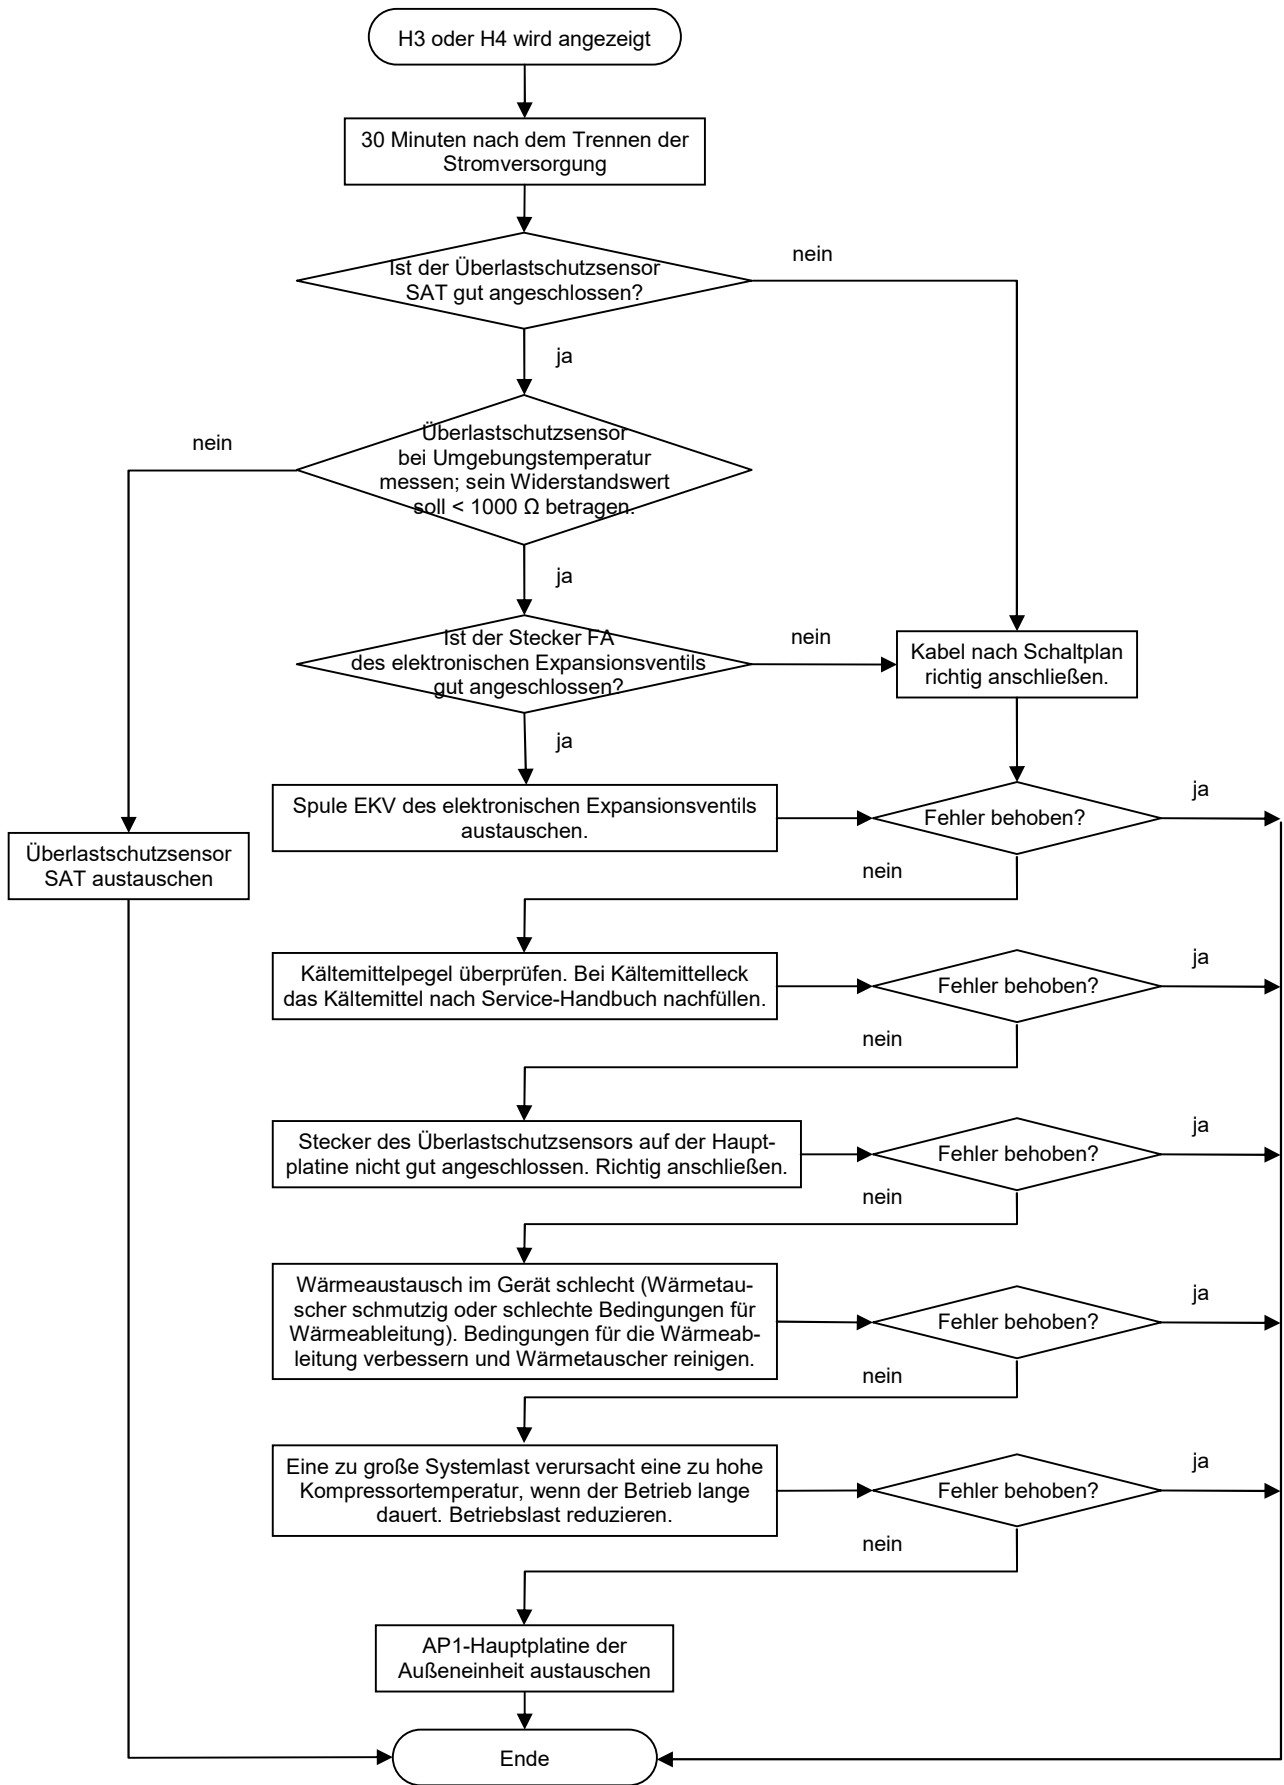 H3 oder H4 wird angezeigt
30 Minuten nach dem Trennen der
Stromversorgung
nein
Ist der Überlastschutzsensor
SAT gut angeschlossen?
ja
nein
Überlastschutzsensor
bei Umgebungstemperatur
messen; sein Widerstandswert
soll < 1000 Ω betragen.
ja
Ist der Stecker FA
des elektronischen Expansionsventils
gut angeschlossen?
nein
Kabel nach Schaltplan
richtig anschließen.
ja
Spule EKV des elektronischen Expansionsventils
austauschen.
Fehler behoben?
ja
Überlastschutzsensor
SAT austauschen
nein
Kältemittelpegel überprüfen. Bei Kältemittelleck
das Kältemittel nach Service-Handbuch nachfüllen.
Fehler behoben?
ja
nein
Stecker des Überlastschutzsensors auf der Haupt-
platine nicht gut angeschlossen. Richtig anschließen.
Fehler behoben?
ja
nein
Wärmeaustausch im Gerät schlecht (Wärmetau-
scher schmutzig oder schlechte Bedingungen für
Wärmeableitung). Bedingungen für die Wärmeab-
leitung verbessern und Wärmetauscher reinigen.
Fehler behoben?
ja
nein
Eine zu große Systemlast verursacht eine zu hohe
Kompressortemperatur, wenn der Betrieb lange
dauert. Betriebslast reduzieren.
Fehler behoben?
ja
nein
AP1-Hauptplatine der
Außeneinheit austauschen
Ende